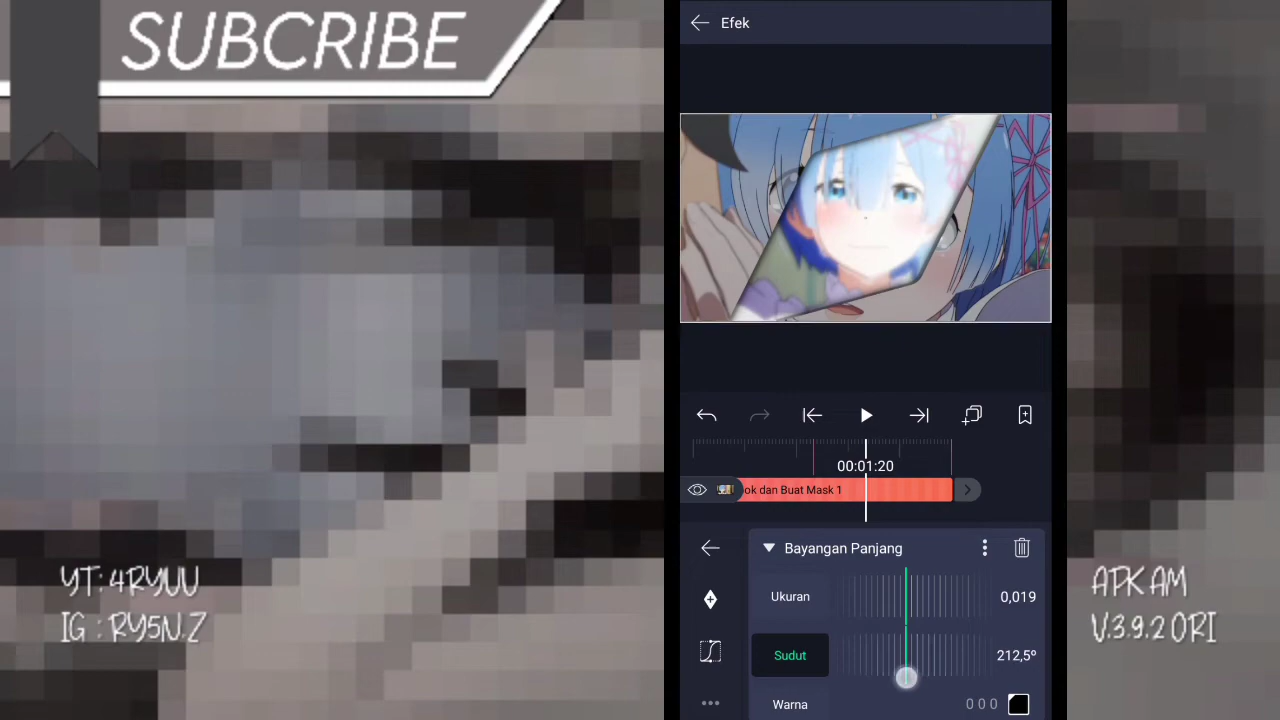 SUBCRIBE
Efek
00:01:20
ok dan Buat Mask 1
Bayangan Panjang
Ukuran
0,019
Sudut
212,5º
Warna
0 0 0
YT: 4RYUU
IG : RY5N.Z
APK AM
V.3.9.2 ORI